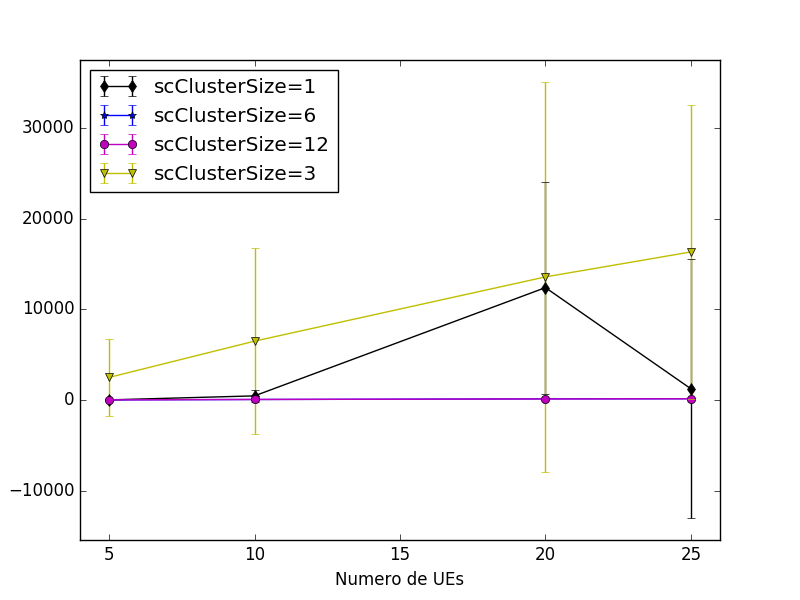 scClusterSize=1
scClusterSize=6
scClusterSize=12
scClusterSize=3
30000
20000
10000
0
−10000
5 10 15 20 25
Numero de UEs